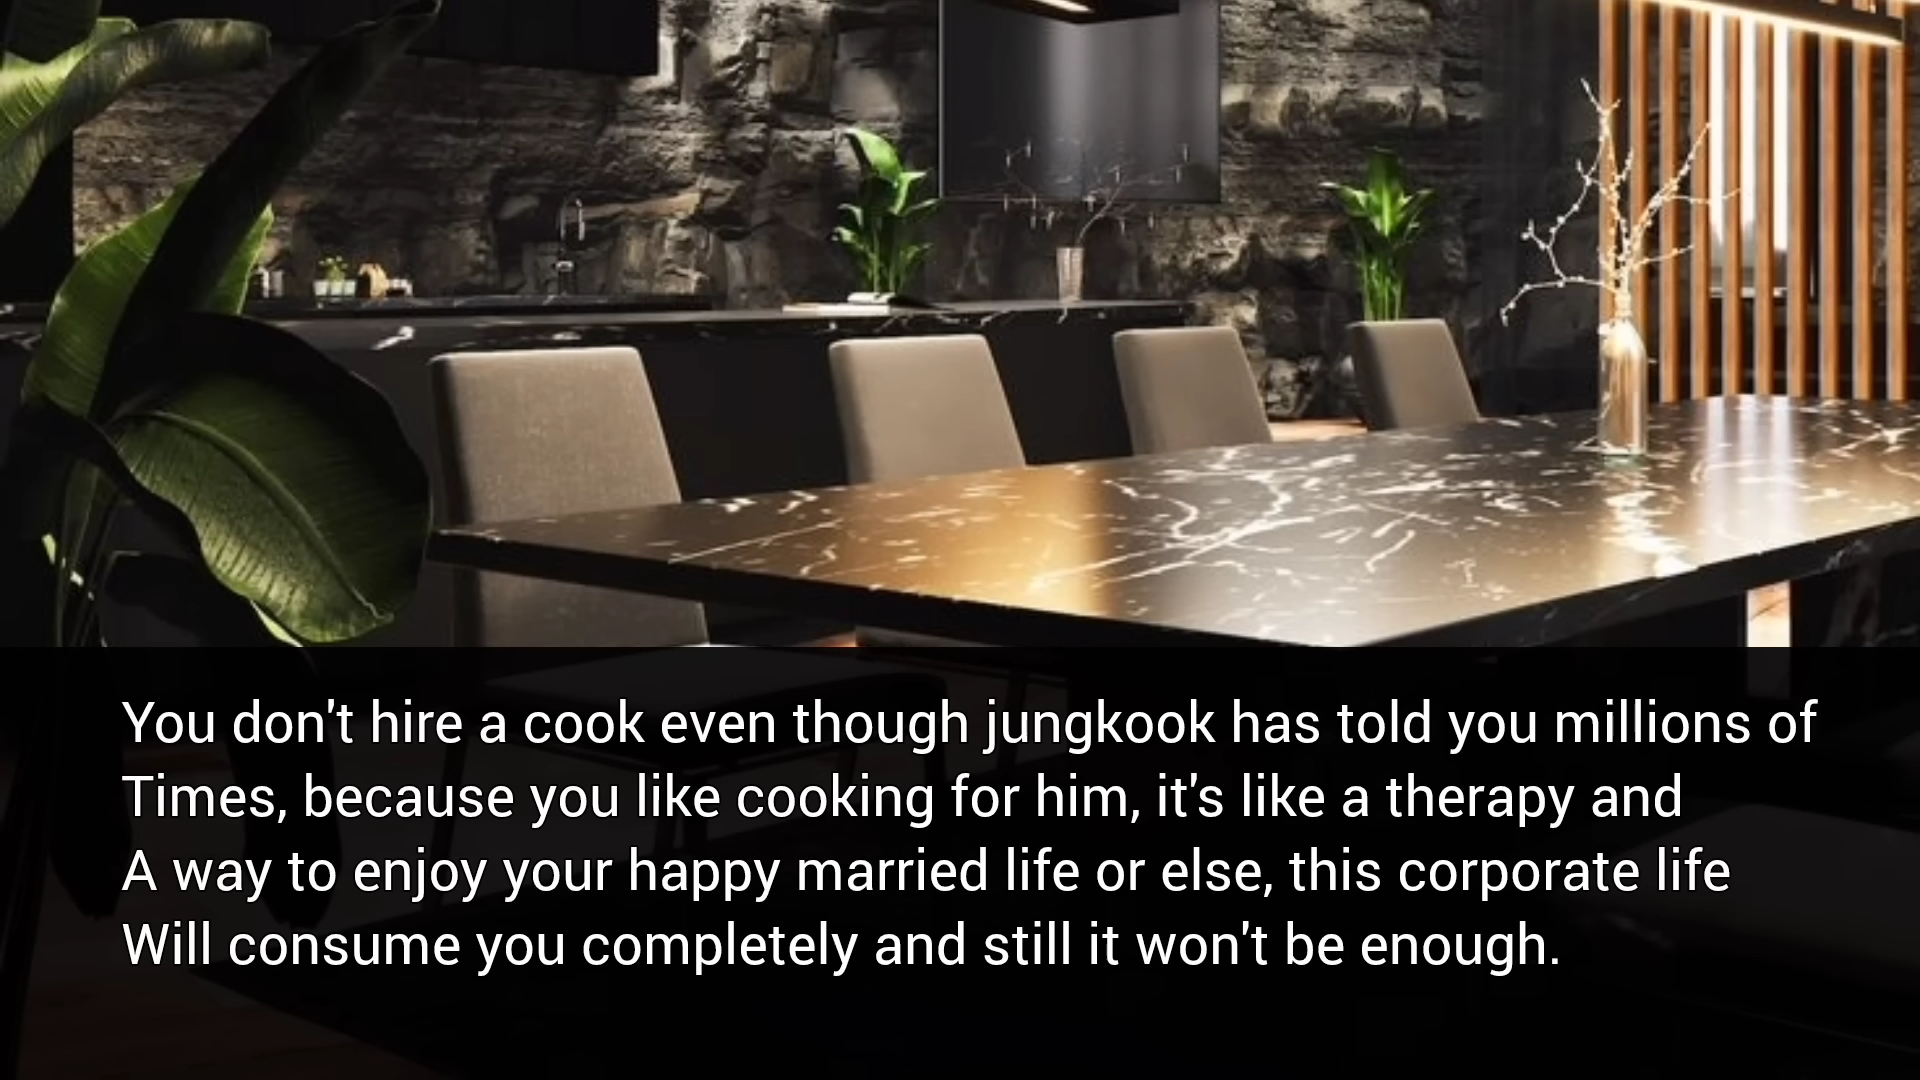 You don't hire a cook even though jungkook has told you millions of
Times, because you like cooking for him, it's like a therapy and
A way to enjoy your happy married life or else, this corporate life
Will consume you completely and still it won't be enough.